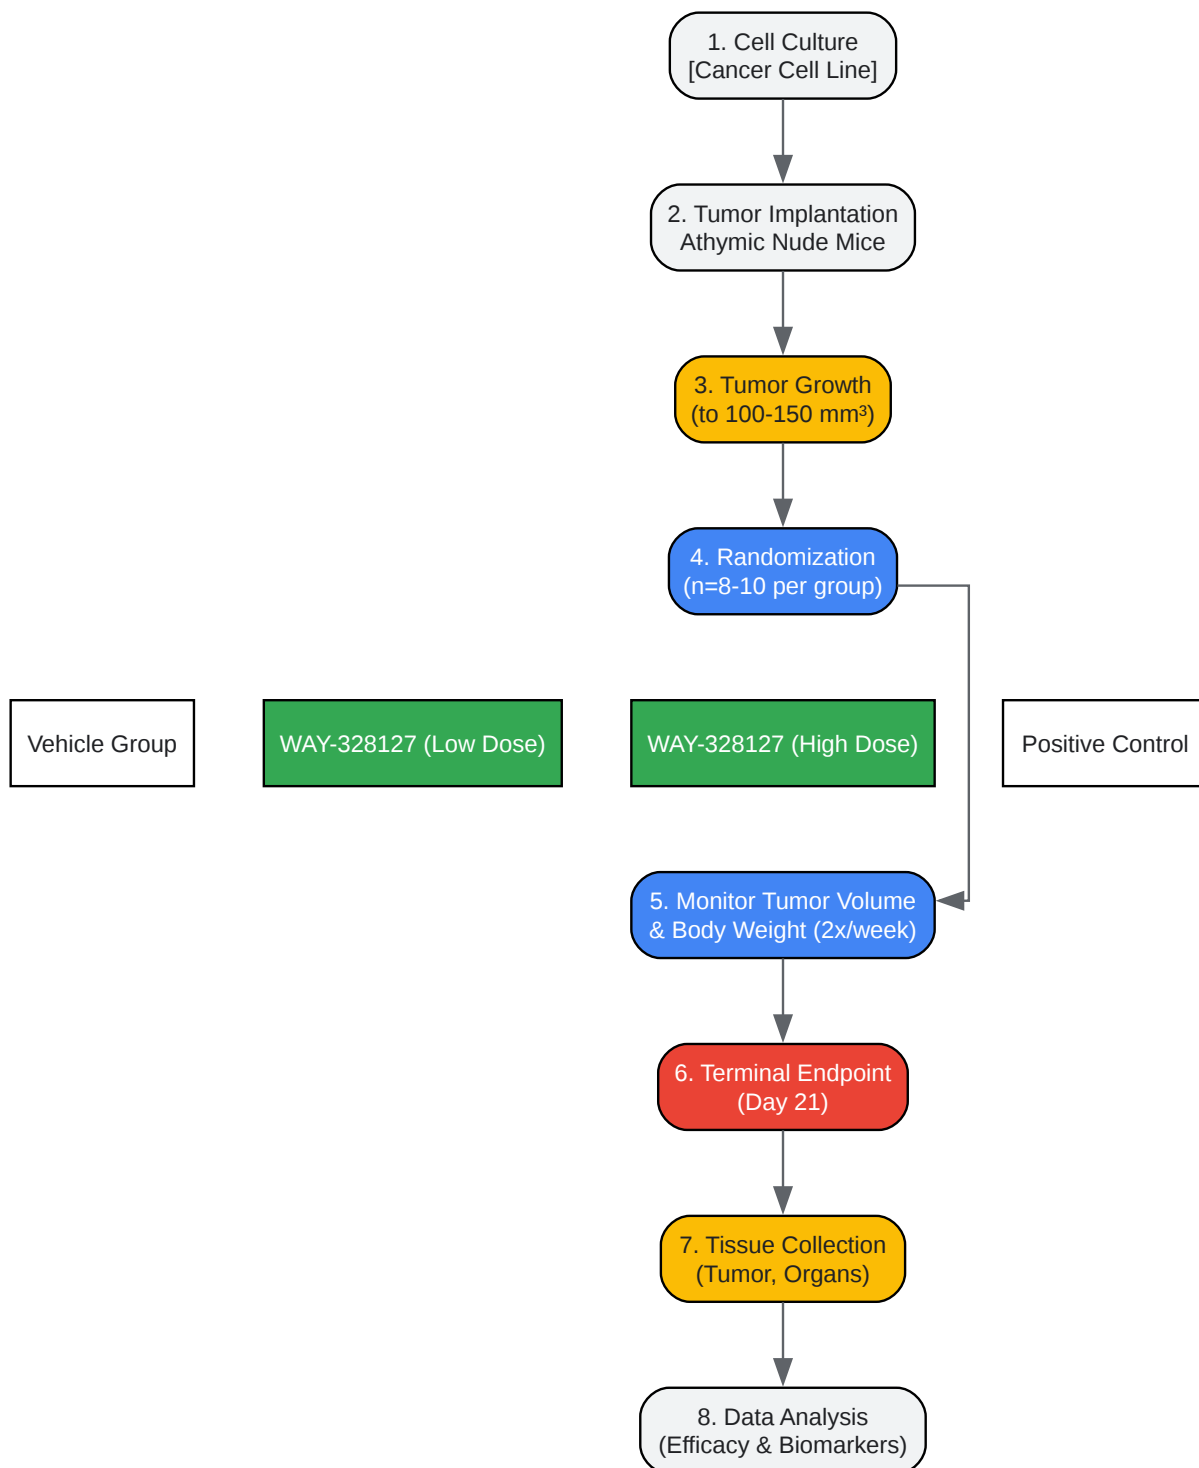 1. Cell Culture
[Cancer Cell Line]
2. Tumor Implantation
Athymic Nude Mice
3. Tumor Growth
(to 100-150 mm³)
4. Randomization
(n=8-10 per group)
Vehicle Group
WAY-328127 (Low Dose)
WAY-328127 (High Dose)
Positive Control
5. Monitor Tumor Volume
& Body Weight (2x/week)
6. Terminal Endpoint
(Day 21)
7. Tissue Collection
(Tumor, Organs)
8. Data Analysis
(Efficacy & Biomarkers)